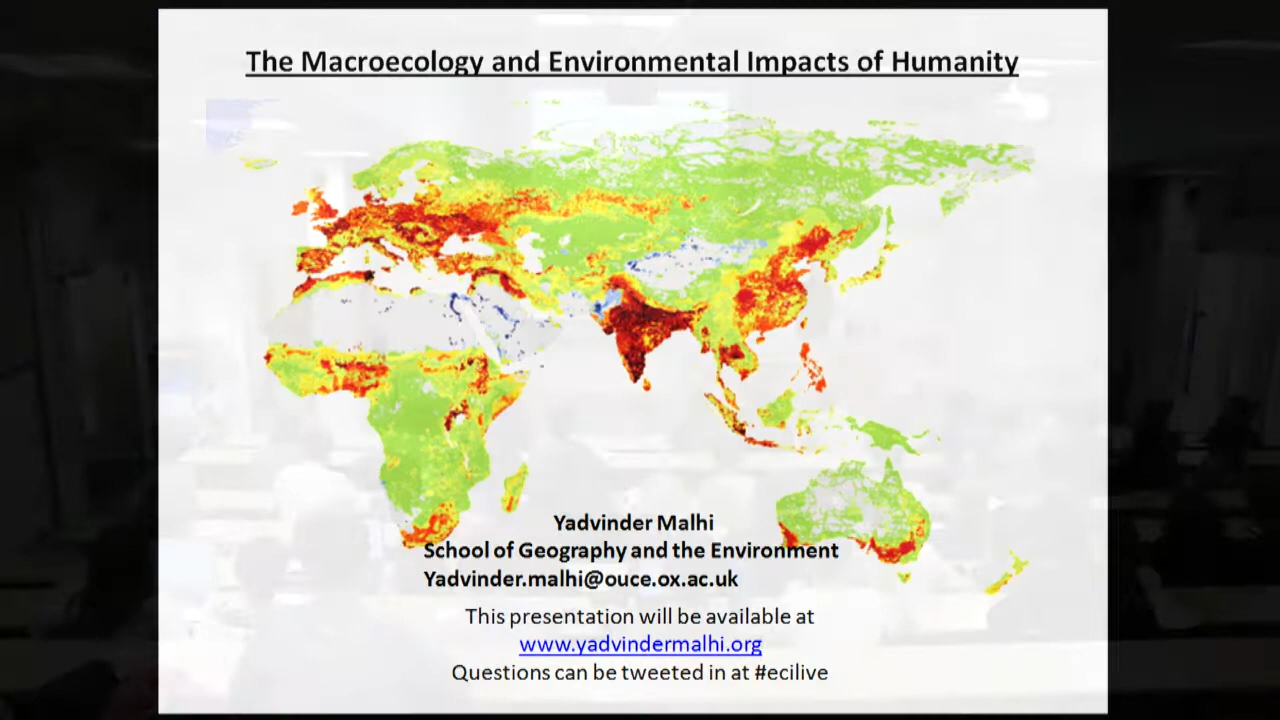 The Macroecology and Environmental Impacts of Humanity
Yadvinder Malhi
School of Geography and the Environment
Yadvinder.malhi@ouce.ox.ac.uk
This presentation will be available at
www.yadvindermalhi.org
Questions can be tweeted in at #ecilive